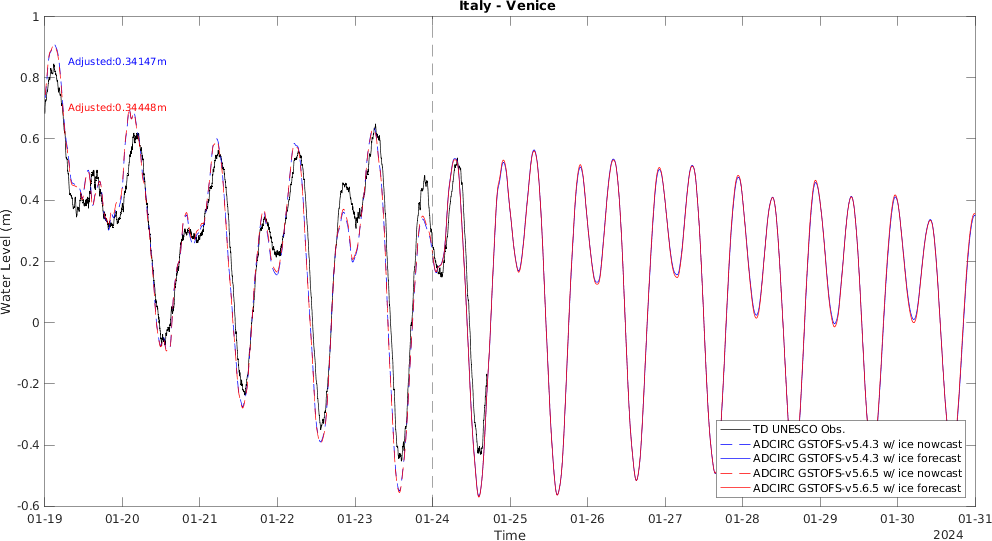 Italy - Venice
Adjusted:0.34147m
Adjusted:0.34448m
Water Level (m)
1
0.8
0.6
0.4
0.2
0
-0.2
-0.4
-0.6
TD UNESCO Obs.
ADCIRC GSTOFS-v5.4.3 w/ ice nowcast
ADCIRC GSTOFS-v5.4.3 w/ ice forecast
ADCIRC GSTOFS-v5.6.5 w/ ice nowcast
ADCIRC GSTOFS-v5.6.5 w/ ice forecast
01-19 01-20 01-21 01-22 01-23 01-24 01-25 01-26 01-27 01-28 01-29 01-30 01-31
Time
2024